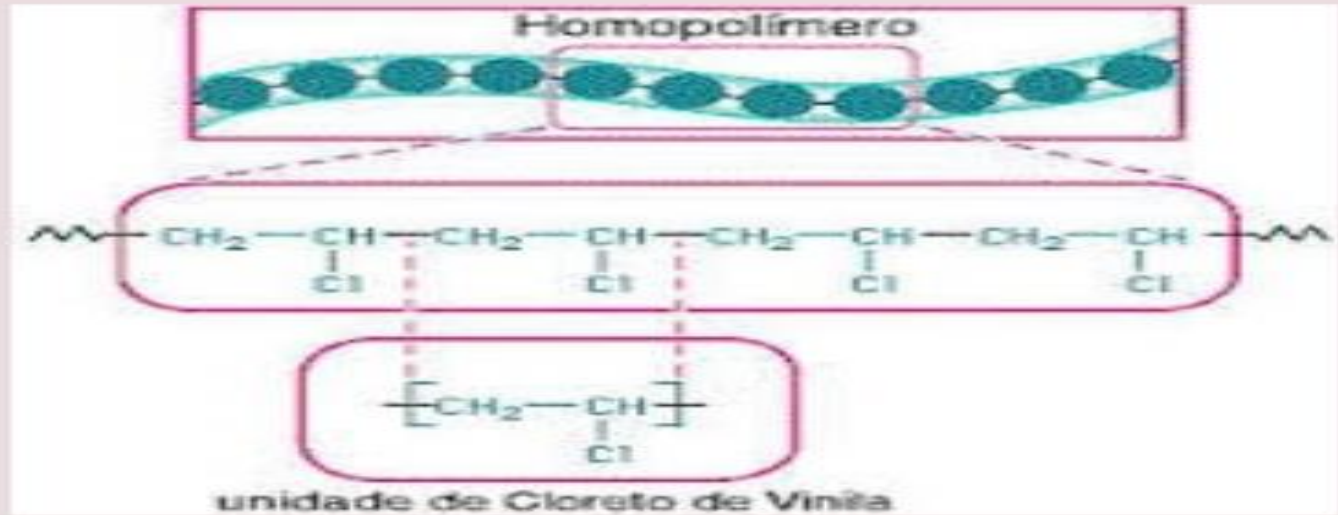 Homopolímero
CH₂—CH—CH₂—CH—CH₂—CH—CH₂—CH
Cl Cl Cl Cl
CH₂—CH
Cl
unidade de Cloreto de Vinila